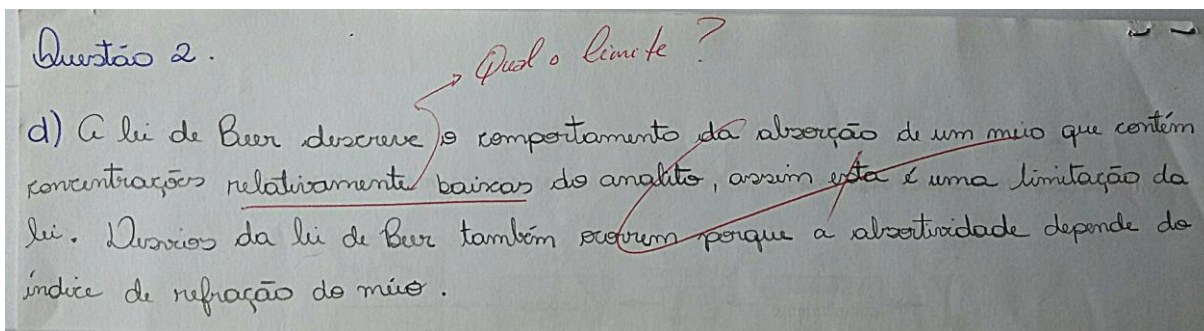 Questão 2.
Qual o limite?
d) A lei de Beer descreve o comportamento da absorção de um meio que contém
concentrações relativamente baixas do analito, assim esta é uma limitação da
lei. Desvios da lei de Beer também ocorrem porque a absortividade depende do
índice de refração do meio.